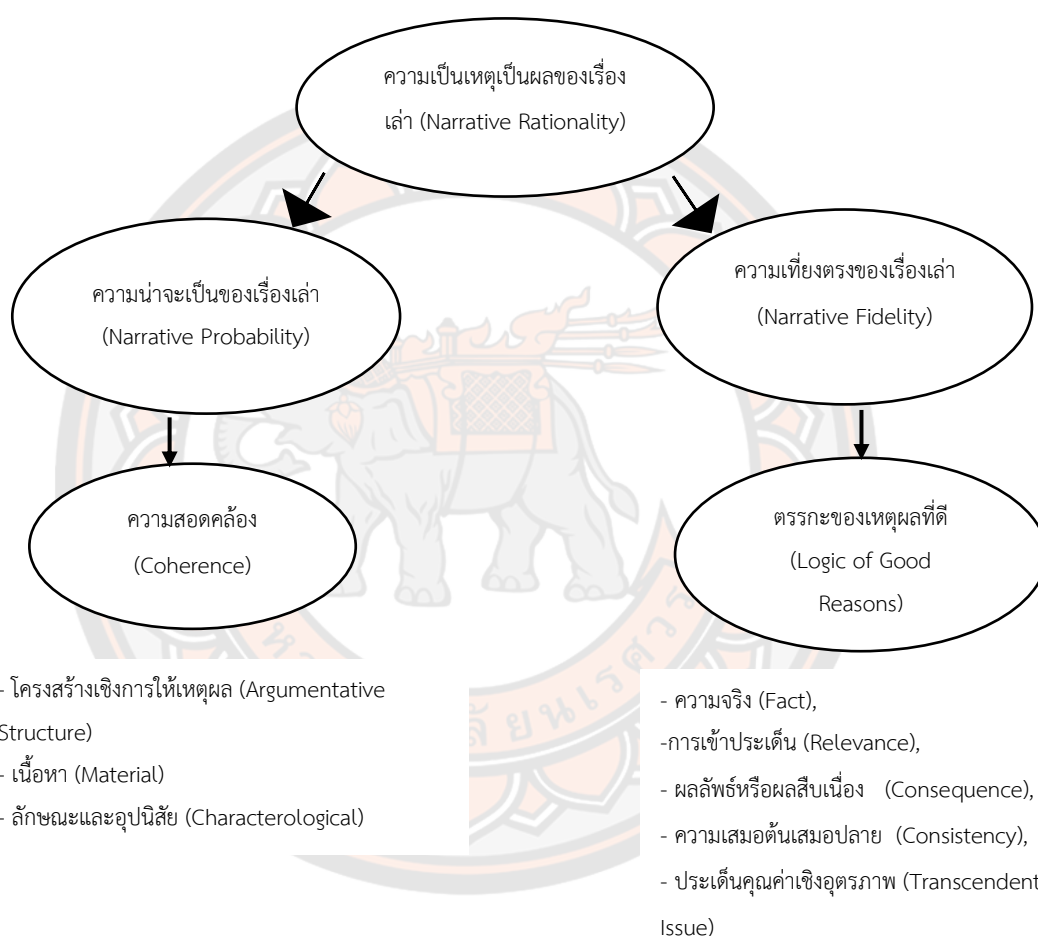 ความเป็นเหตุเป็นผลของเรื่อง
เล่า (Narrative Rationality)
ความน่าจะเป็นของเรื่องเล่า
(Narrative Probability)
ความเที่ยงตรงของเรื่องเล่า
(Narrative Fidelity)
ความสอดคล้อง
(Coherence)
ตรรกะของเหตุผลที่ดี
(Logic of Good
Reasons)
- โครงสร้างเชิงการให้เหตุผล (Argumentative
Structure)
- เนื้อหา (Material)
- ลักษณะและอุปนิสัย (Characterological)
- ความจริง (Fact),
-การเข้าประเด็น (Relevance),
- ผลลัพธ์หรือผลสืบเนื่อง (Consequence),
- ความเสมอต้นเสมอปลาย (Consistency),
- ประเด็นคุณค่าเชิงอุตรภาพ (Transcendent
Issue)